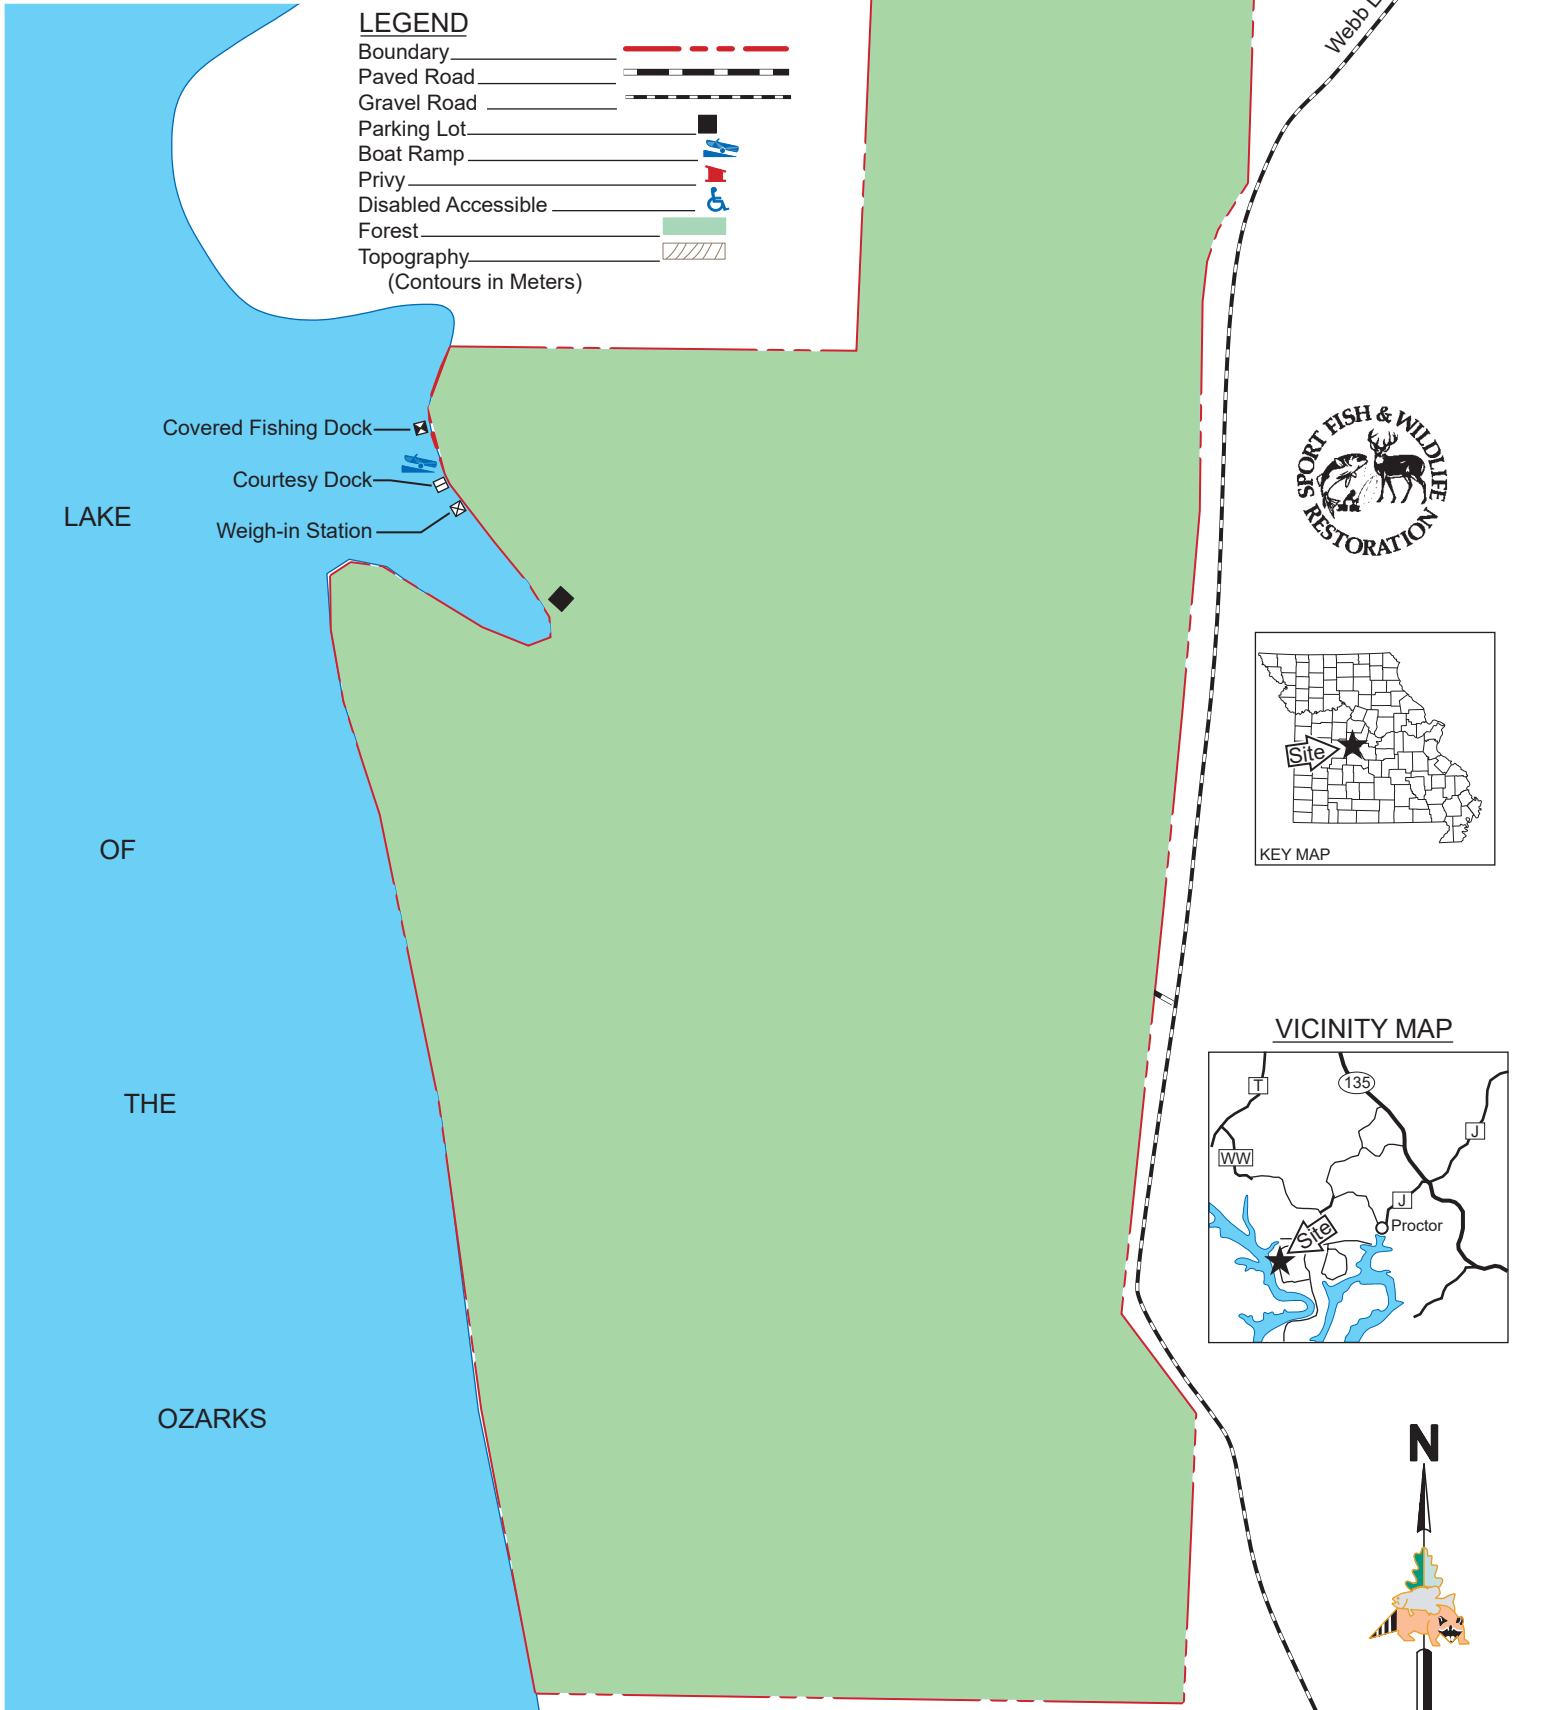 LEGEND
Boundary
Paved Road
Gravel Road
Parking Lot
Boat Ramp
Privy
Disabled Accessible
Forest
Topography
(Contours in Meters)
Webb
Covered Fishing Dock
Courtesy Dock
Weigh-in Station
LAKE
OF
THE
OZARKS
SPORT FISH & WILDLIFE
RESTORATION
Site
KEY MAP
VICINITY MAP
T
135
J
WW
J
Proctor
Site
N